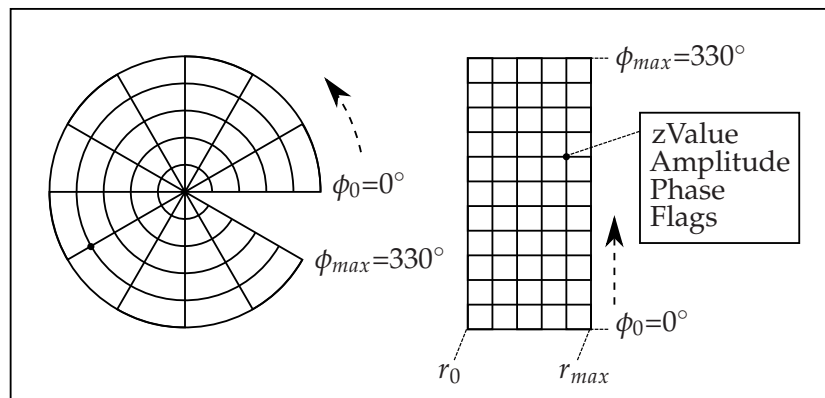 ϕ0=0°
ϕmax=330°
ϕmax=330°
zValue
Amplitude
Phase
Flags
ϕ0=0°
r0
rmax